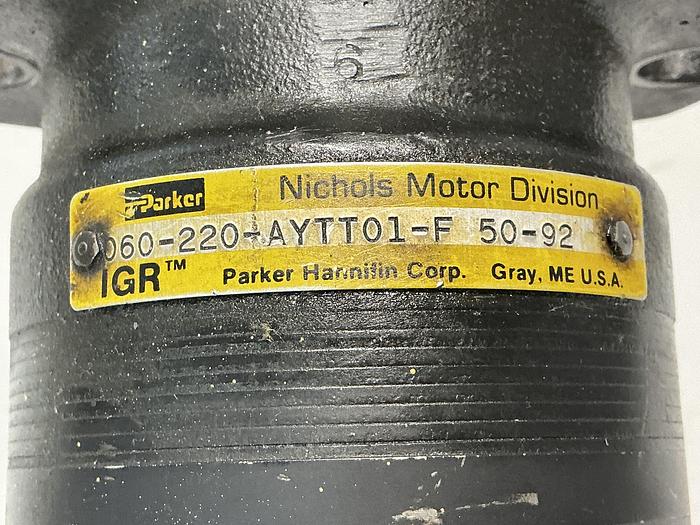 6
Parker Nichols Motor Division
060-220-AYTT01-F 50-92
IGR™ Parker Hannifin Corp. Gray, ME U.S.A.